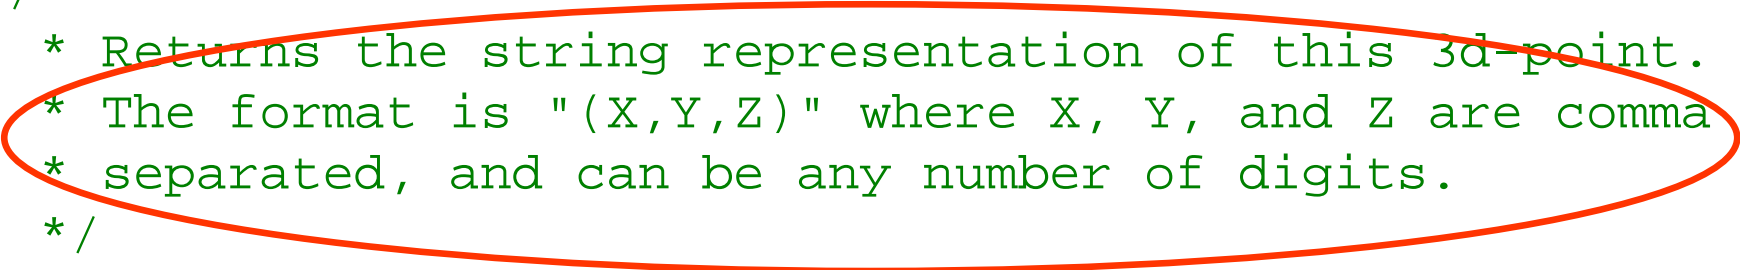 * Returns the string representation of this 3d-point.
* The format is "(X,Y,Z)" where X, Y, and Z are comma
* separated, and can be any number of digits.
*/